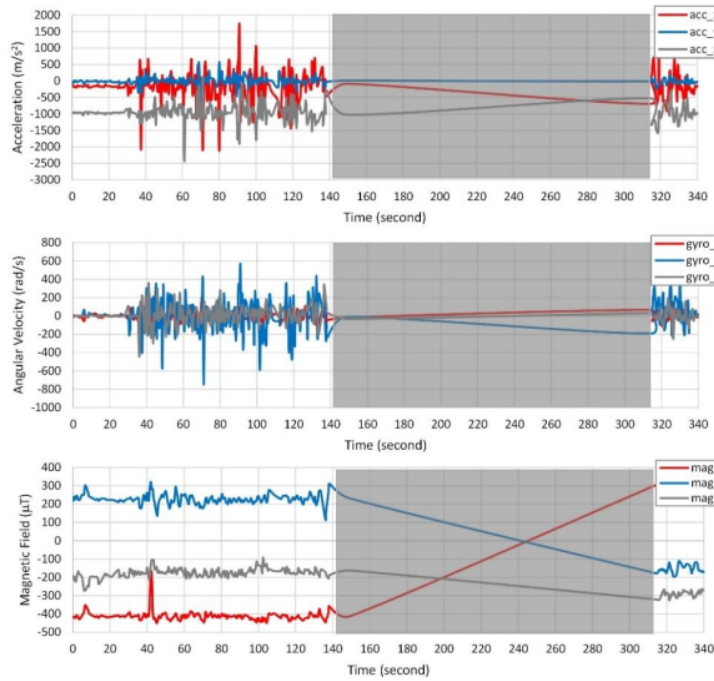 2000
1500
1000
500
0
-500
-1000
-1500
-2000
-2500
-3000
Acceleration (m/s²)
acc_
acc_
acc_
0 20 40 60 80 100 120 140 160 180 200 220 240 260 280 300 320 340
Time (second)
800
600
400
200
0
-200
-400
-600
-800
-1000
Angular Velocity (rad/s)
gyro_
gyro_
gyro_
0 20 40 60 80 100 120 140 160 180 200 220 240 260 280 300 320 340
Time (second)
400
300
200
100
0
-100
-200
-300
-400
-500
Magnetic Field (µT)
mag
mag
mag
0 20 40 60 80 100 120 140 160 180 200 220 240 260 280 300 320 340
Time (second)